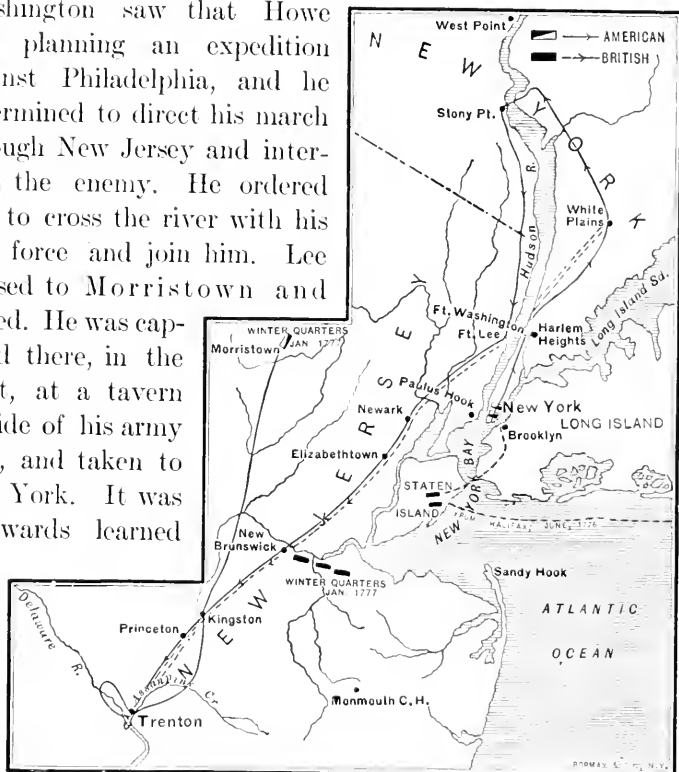 shington saw that Howe
planning an expedition
inst Philadelphia, and he
ermined to direct his march
ough New Jersey and inter-
the enemy. He ordered
to cross the river with his
force and join him. Lee
sed to Morristown and
ed. He was cap-
d there, in the
t, at a tavern
ide of his army
, and taken to
York. It was
wards learned
West Point
AMERICAN
BRITISH
NEW YORK
Stony Pt.
Hudson R.
White Plains
Long Island Sd.
Ft. Washington
Ft. Lee
Harlem Heights
WINTER QUARTERS
JAN. 1777
Morristown
Paulus Hook
New York
LONG ISLAND
Brooklyn
Newark
Elizabethtown
STATEN
ISLAND
NEW YORK BAY
FROM HALIFAX, JUNE, 1776
NEW JERSEY
New Brunswick
WINTER QUARTERS
JAN. 1777
Sandy Hook
ATLANTIC
OCEAN
Kingston
Princeton
Delaware R.
Assanpink Cr.
Trenton
Monmouth C.H.
N.Y.